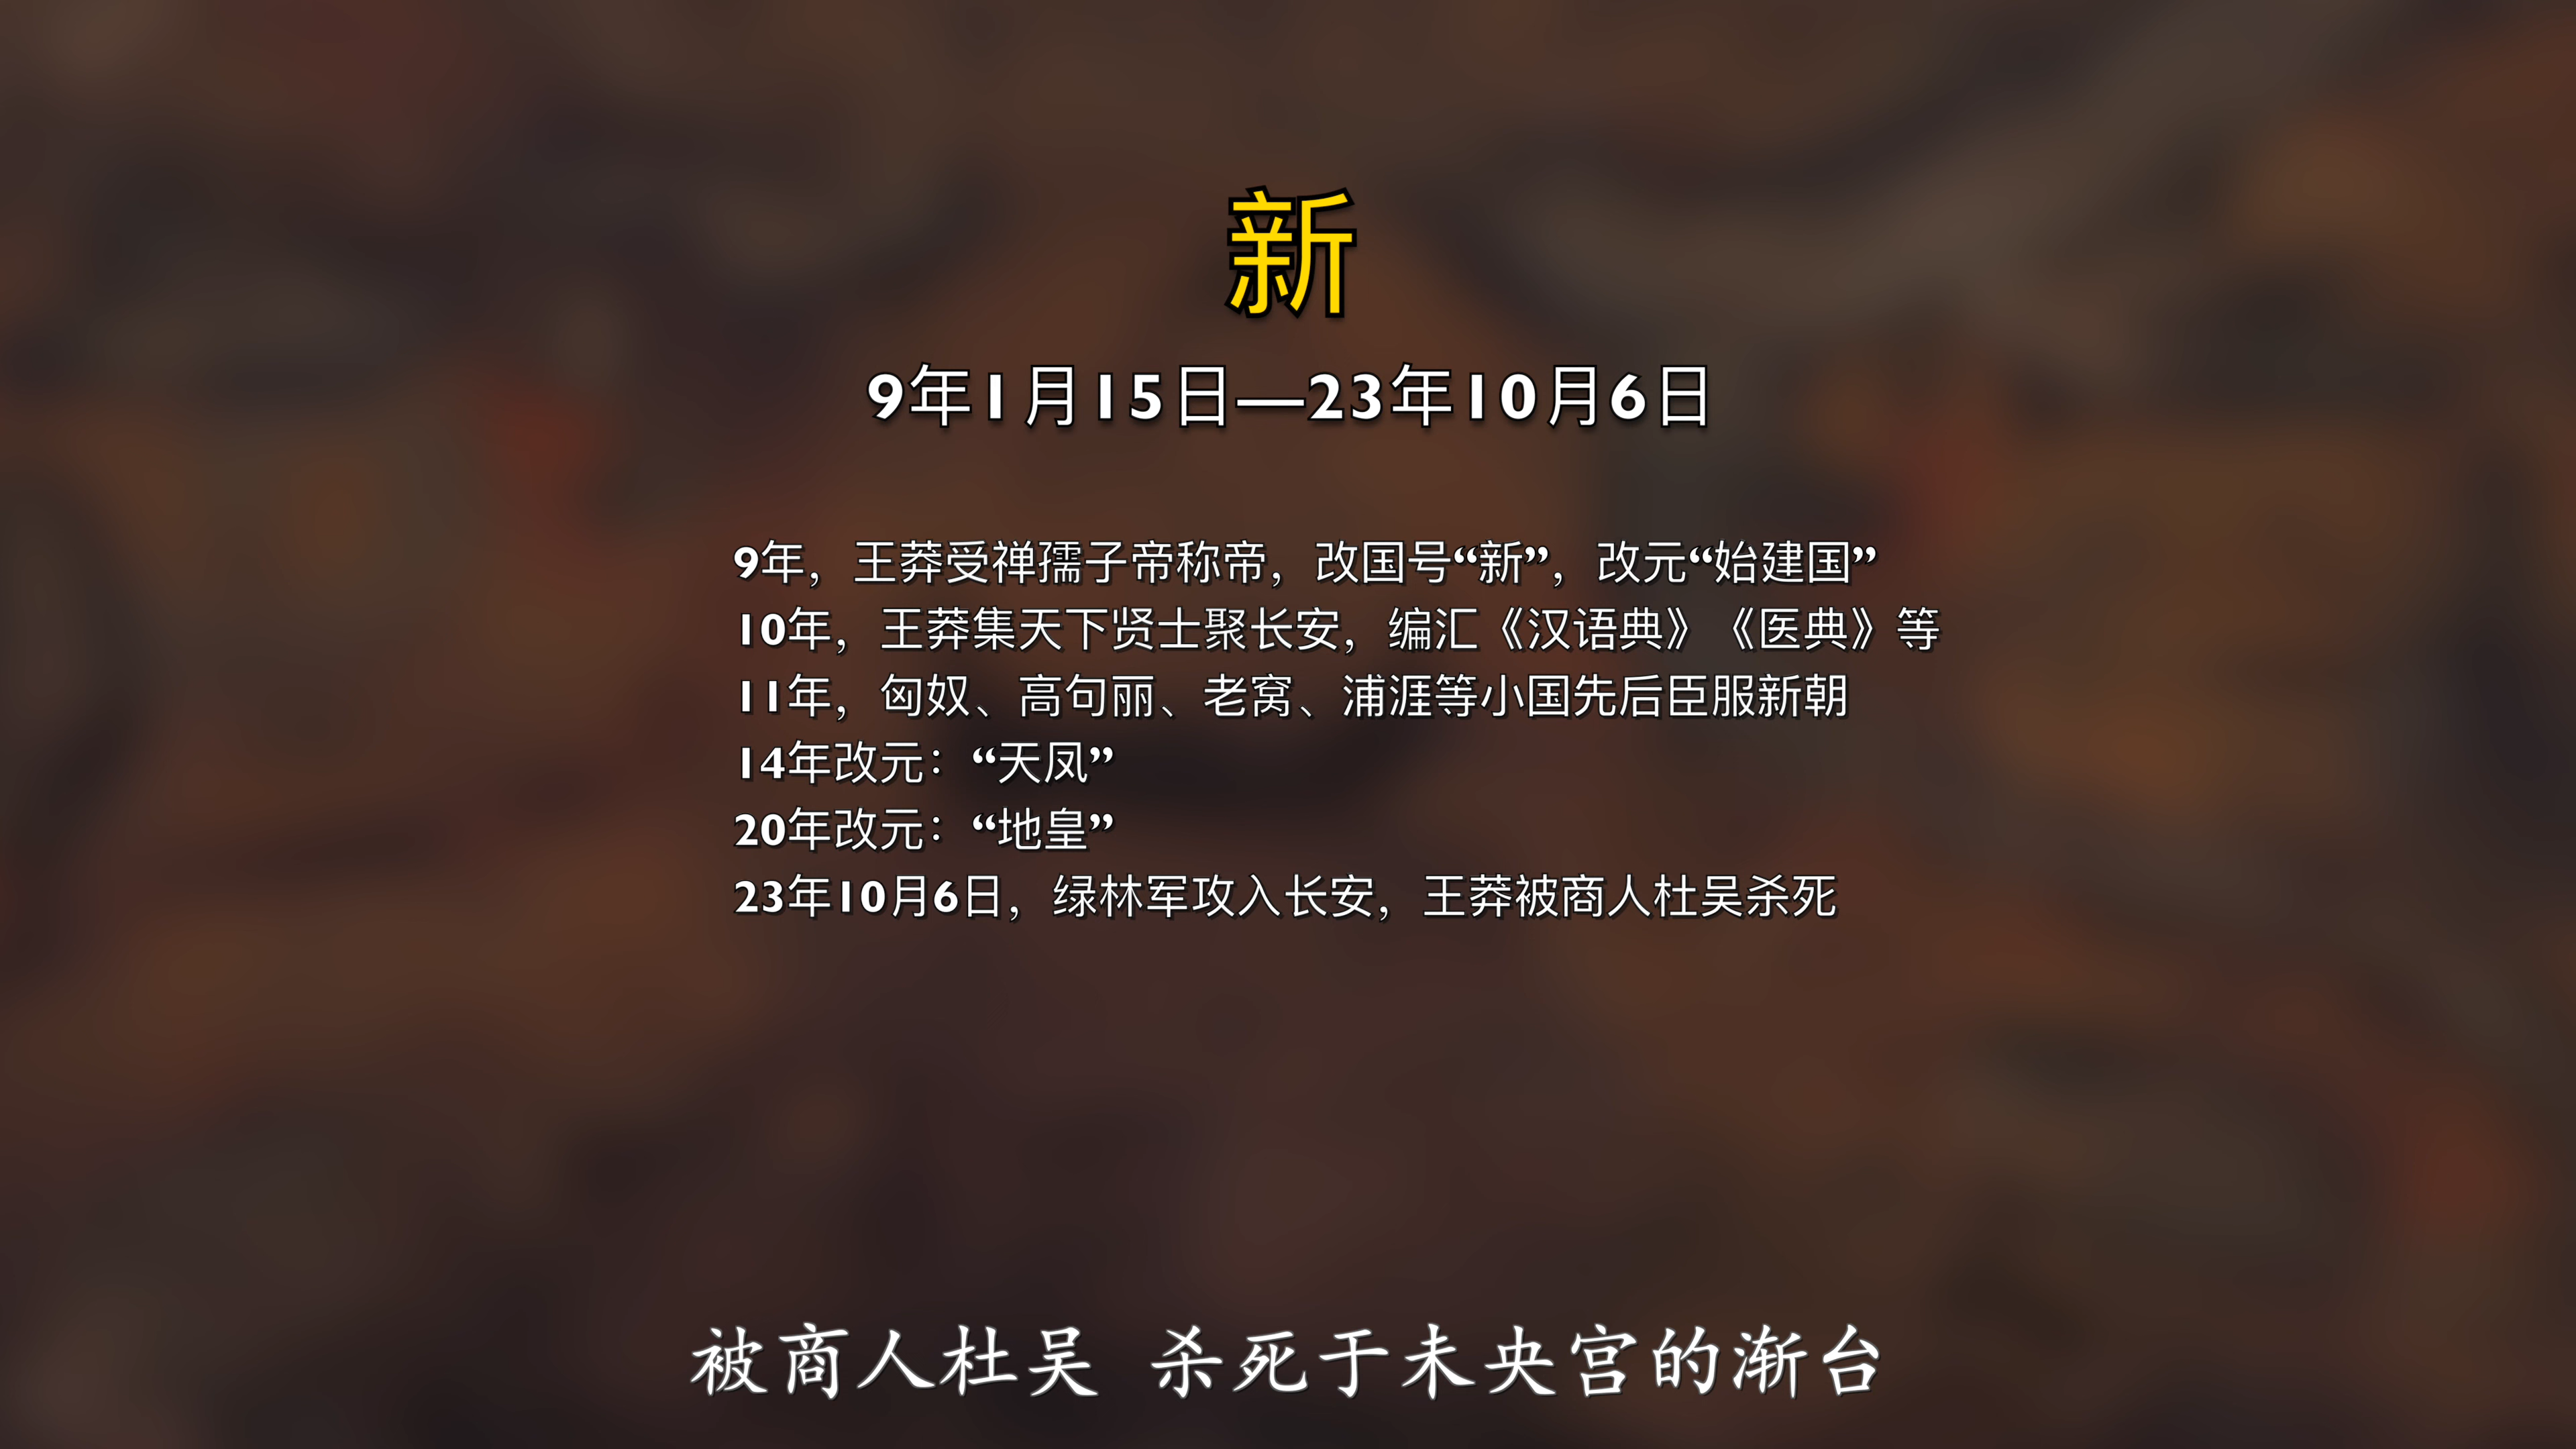 新
9年1月15日—23年10月6日
9年，王莽受禅孺子帝称帝，改国号“新”，改元“始建国”
10年，王莽集天下贤士聚长安，编汇《汉语典》《医典》等
11年，匈奴、高句丽、老窝、浦涯等小国先后臣服新朝
14年改元：“天凤”
20年改元：“地皇”
23年10月6日，绿林军攻入长安，王莽被商人杜吴杀死
被商人杜吴 杀死于未央宫的渐台